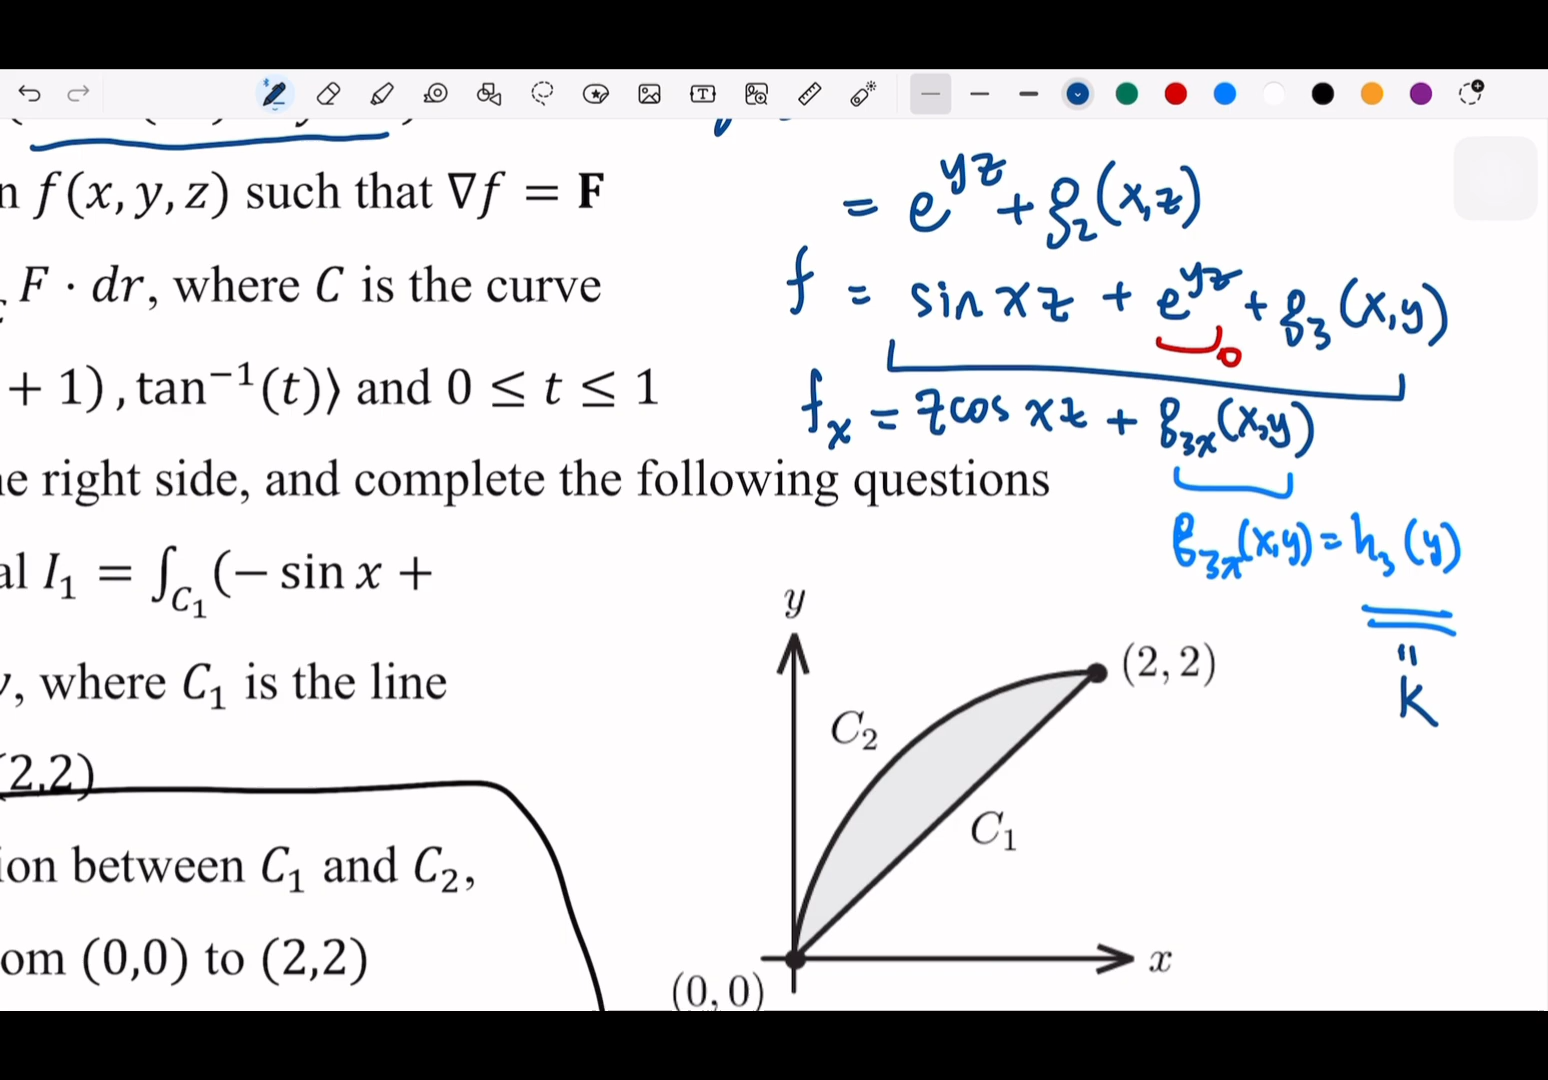 n f(x, y, z) such that ∇f = F
F · dr, where C is the curve
+ 1), tan⁻¹(t)⟩ and 0 ≤ t ≤ 1
e right side, and complete the following questions
al I₁ = ∫_C₁ (− sin x +
, where C₁ is the line
(2,2)
ion between C₁ and C₂,
om (0,0) to (2,2)
= e^{yz} + g₂(x,z)
f = sin xz + e^{yz} + g₃(x,y)
0
f_x = z cos xz + g₃ₓ(x,y)
g₃ₓ(x,y) = h₃(y)
"
K
y
(2, 2)
C₂
C₁
x
(0, 0)